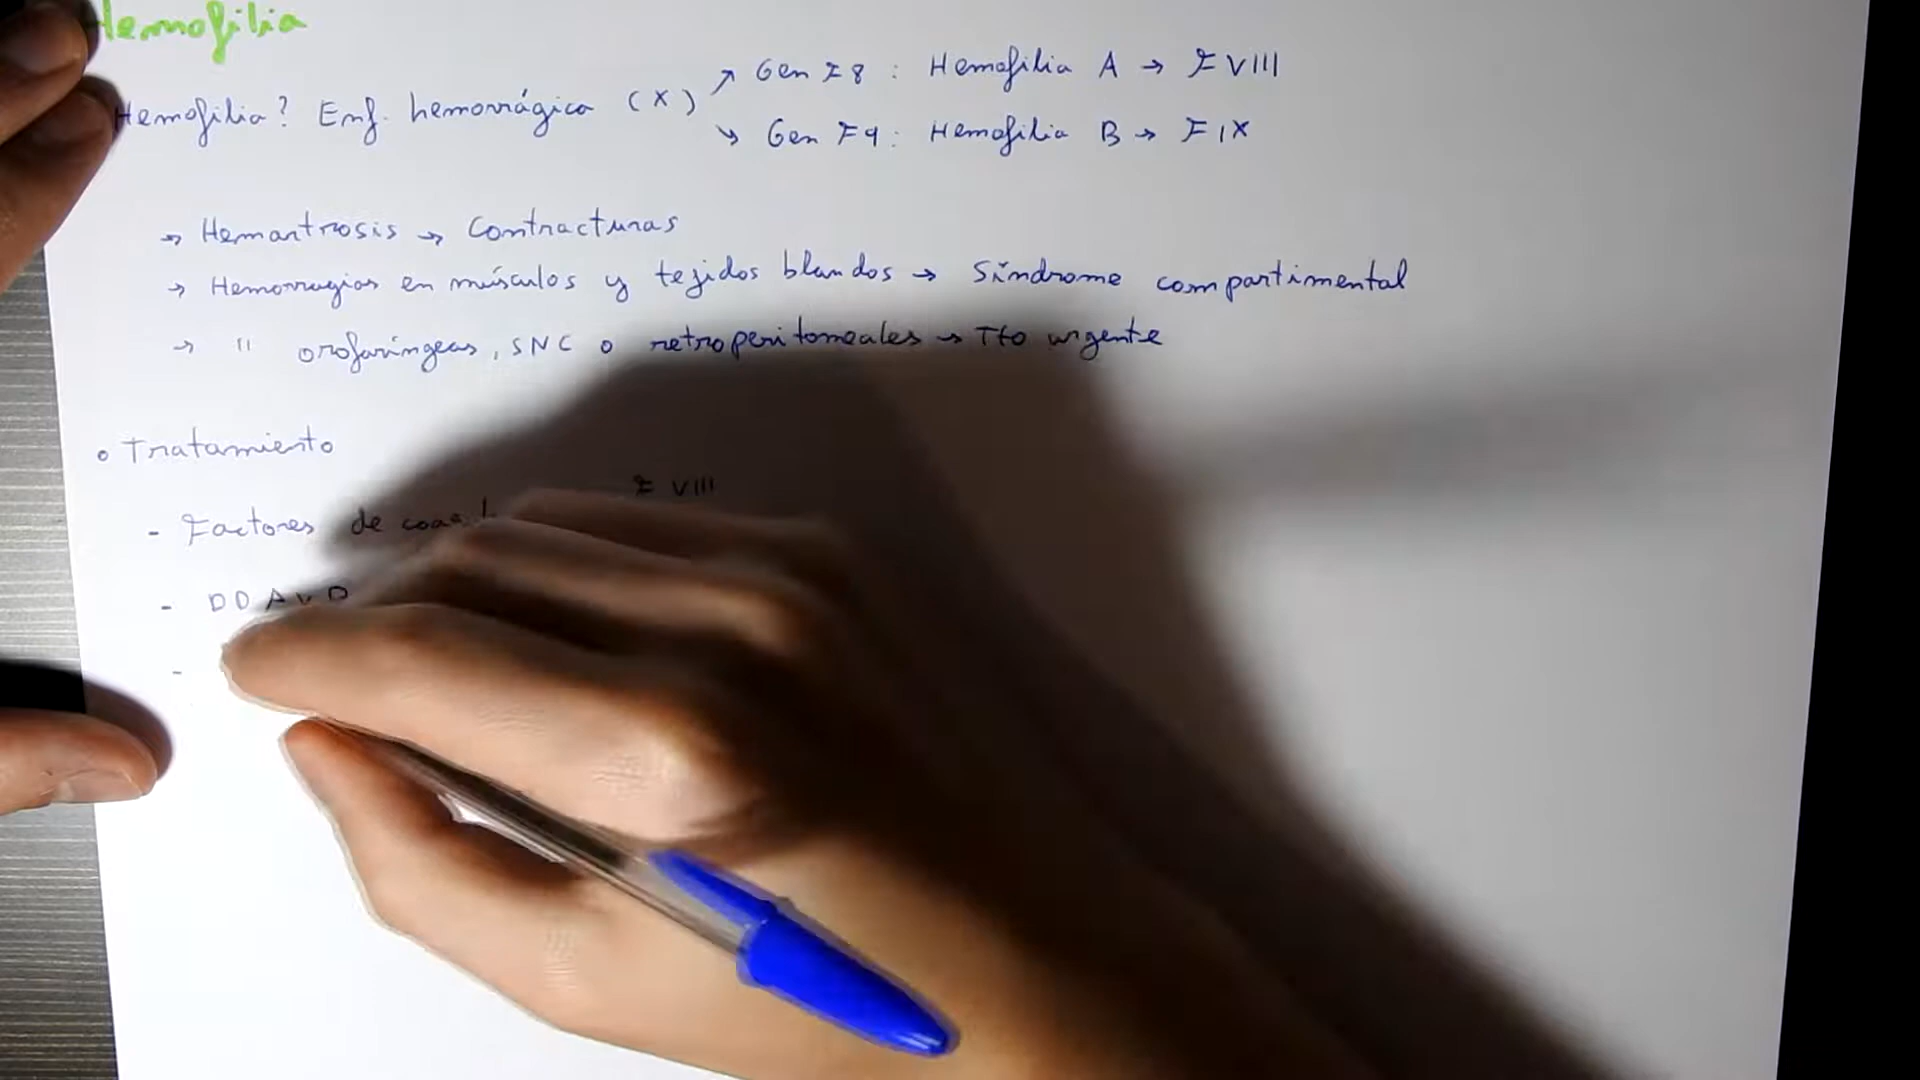 Hemofilia
Hemofilia? Enf. hemorrágica (X)
↗ Gen F8 : Hemofilia A → F VIII
↘ Gen F9 : Hemofilia B → F IX
→ Hemartrosis → Contracturas
→ Hemorragias en músculos y tejidos blandos → Síndrome compartimental
→ " orofaríngeas, SNC o retroperitoneales → Tto urgente
• Tratamiento
F VIII
- Factores de
- DDAVP
-